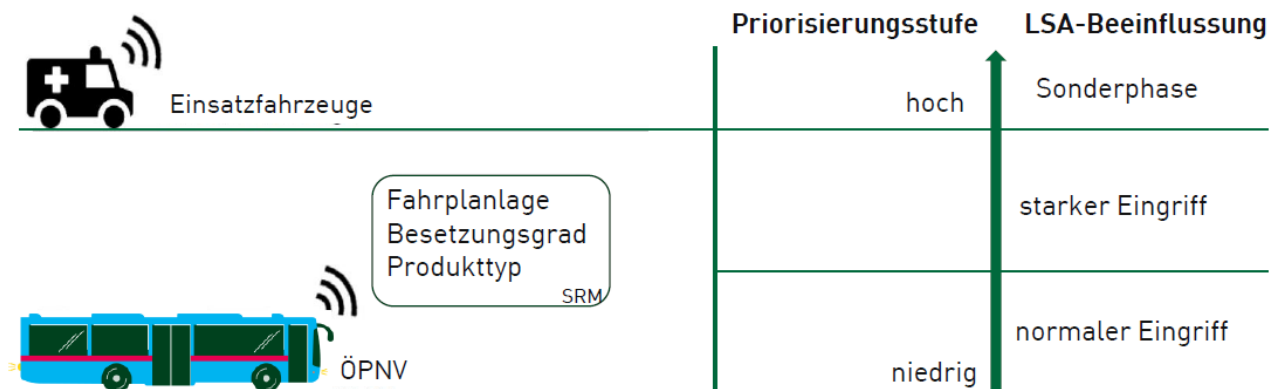 Priorisierungsstufe LSA-Beeinflussung
Einsatzfahrzeuge
hoch
Sonderphase
Fahrplanlage
Besetzungsgrad
Produkttyp
SRM
starker Eingriff
ÖPNV
niedrig
normaler Eingriff